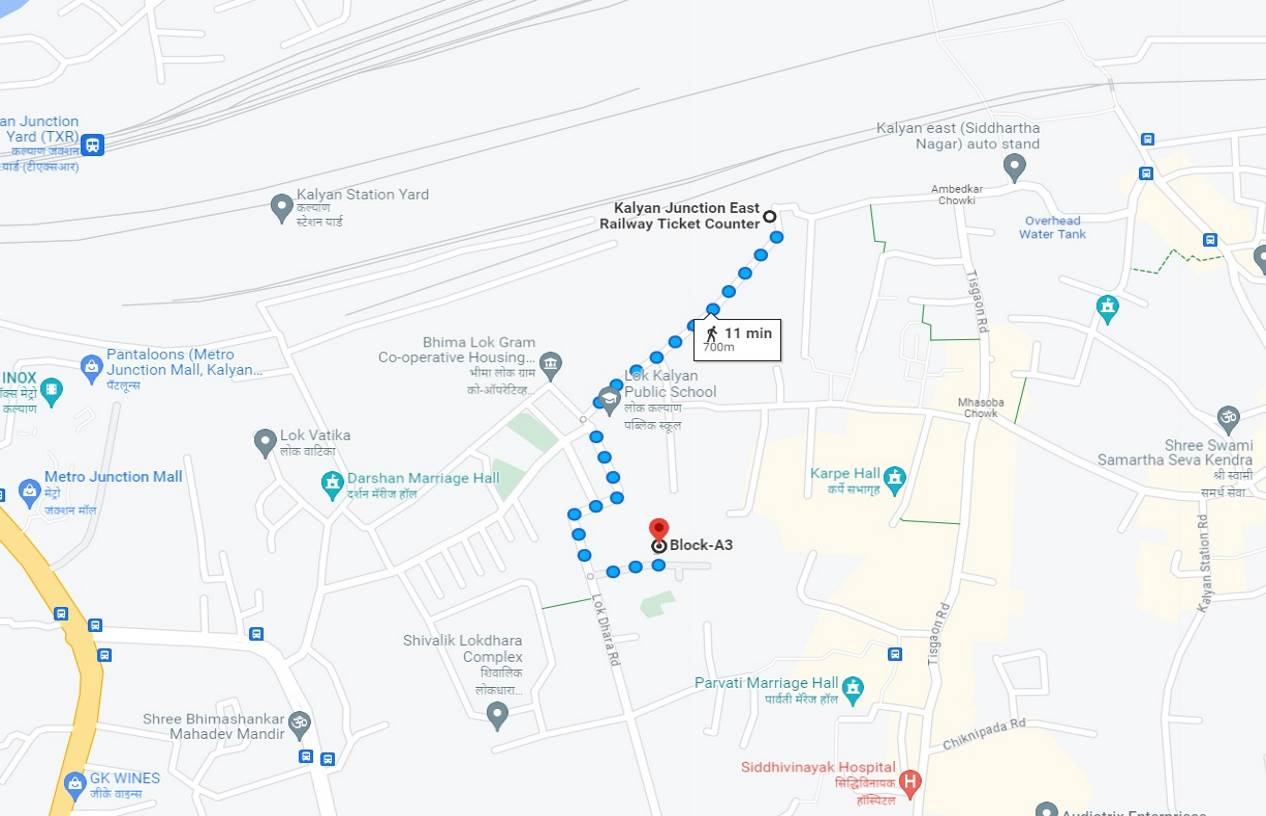 an Junction
Yard (TXR)
कल्याण जंक्शन
यार्ड (टीएक्सआर)
Kalyan Station Yard
कल्याण
स्टेशन यार्ड
Kalyan Junction East
Railway Ticket Counter
Kalyan east (Siddhartha
Nagar) auto stand
Ambedkar
Chowki
Overhead
Water Tank
Tisgaon Rd
11 min
700m
Bhima Lok Gram
Co-operative Housing...
भीमा लोक ग्राम
को-ऑपरेटिव्ह...
Pantaloons (Metro
Junction Mall, Kalyan...
पॅंटलून्स
INOX
क्स मेट्रो
कल्याण
Lok Kalyan
Public School
लोक कल्याण
पब्लिक स्कूल
Mhasoba
Chowk
Lok Vatika
लोक वाटिका
Shree Swami
Samartha Seva Kendra
श्री स्वामी
समर्थ सेवा...
Metro Junction Mall
मेट्रो
जंक्शन मॉल
Darshan Marriage Hall
दर्शन मॅरीज हॉल
Karpe Hall
कर्पे सभागृह
Block-A3
Kalyan Station Rd
Lok Dhara Rd
Tisgaon Rd
Shivalik Lokdhara
Complex
शिवालिक
लोकधारा...
Parvati Marriage Hall
पार्वती मॅरेज हॉल
Shree Bhimashankar
Mahadev Mandir
Chiknipada Rd
Siddhivinayak Hospital
सिद्धिविनायक
हॉस्पिटल
H
GK WINES
जीके वाइन्स
Audiotrix Enterprises